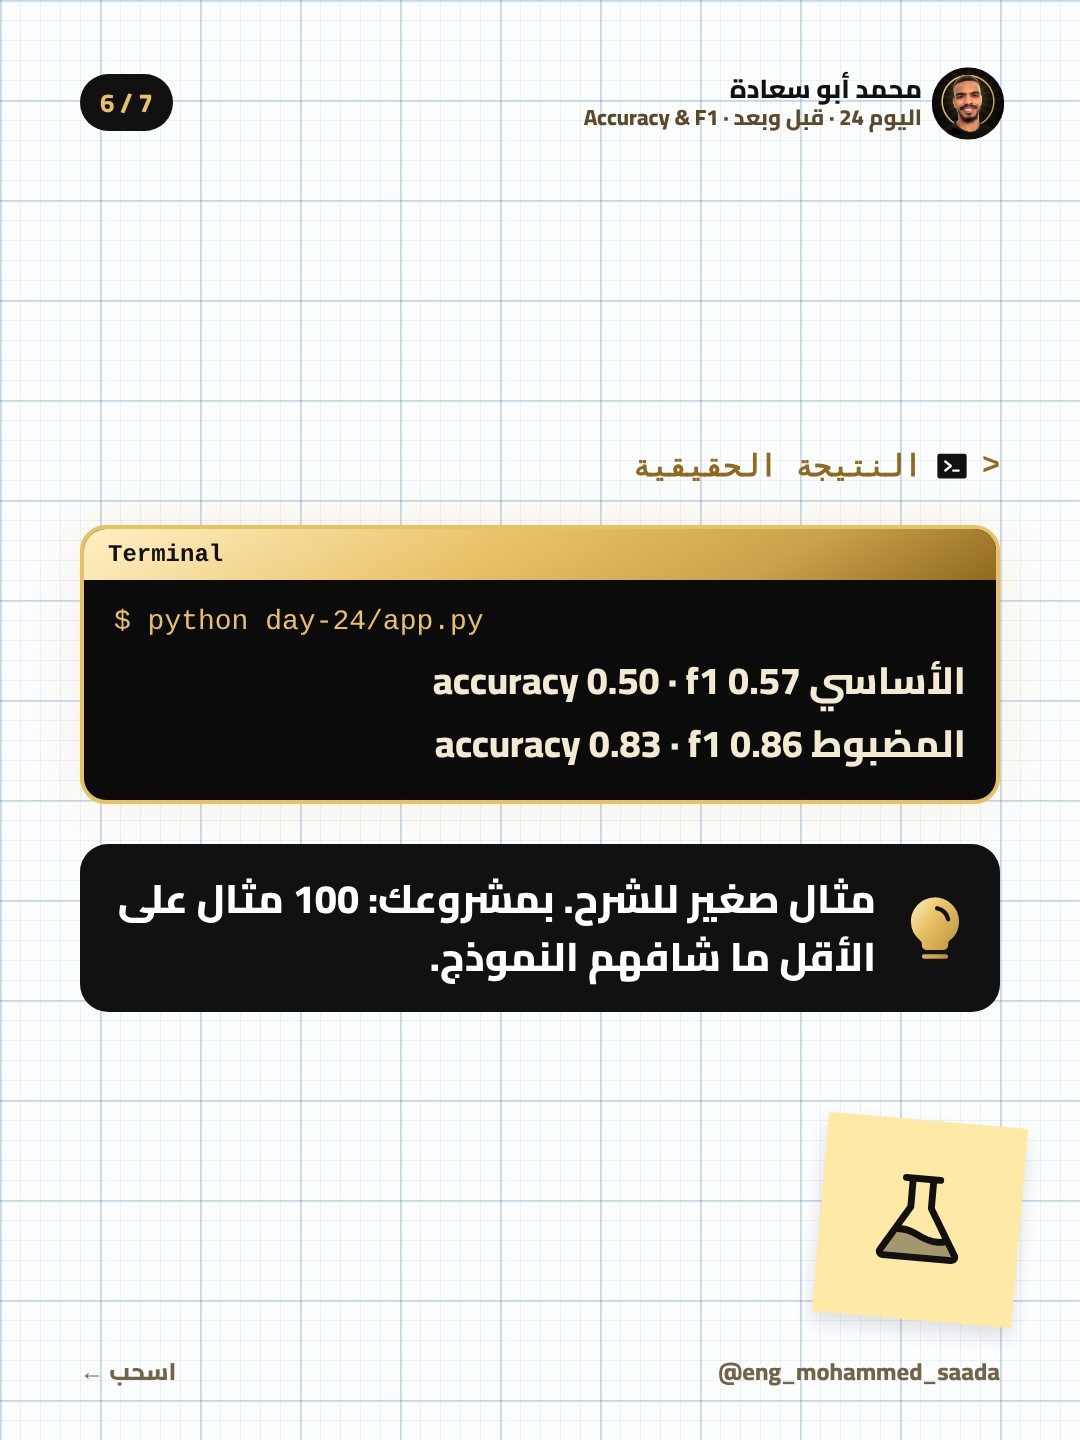 محمد أبو سعادة
اليوم 24 · قبل وبعد · Accuracy & F1
6 / 7
> النتيجة الحقيقية
Terminal
$ python day-24/app.py
الأساسي accuracy 0.50 · f1 0.57
المضبوط accuracy 0.83 · f1 0.86
مثال صغير للشرح. بمشروعك: 100 مثال على
الأقل ما شافهم النموذج.
@eng_mohammed_saada
اسحب ←